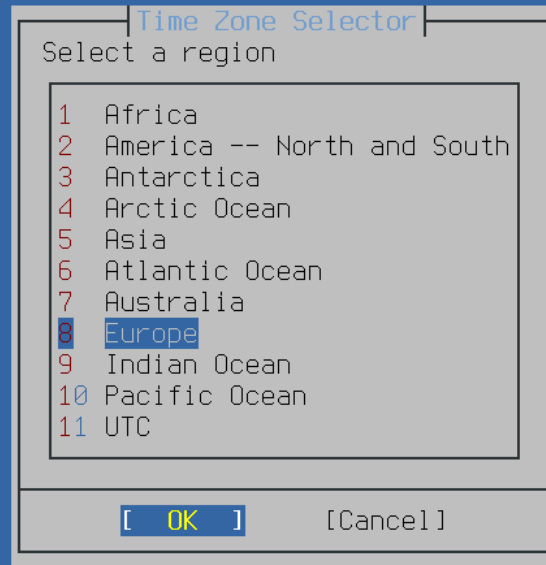 Time Zone Selector
Select a region
1 Africa
2 America -- North and South
3 Antarctica
4 Arctic Ocean
5 Asia
6 Atlantic Ocean
7 Australia
8 Europe
9 Indian Ocean
10 Pacific Ocean
11 UTC
[ OK ] [Cancel]